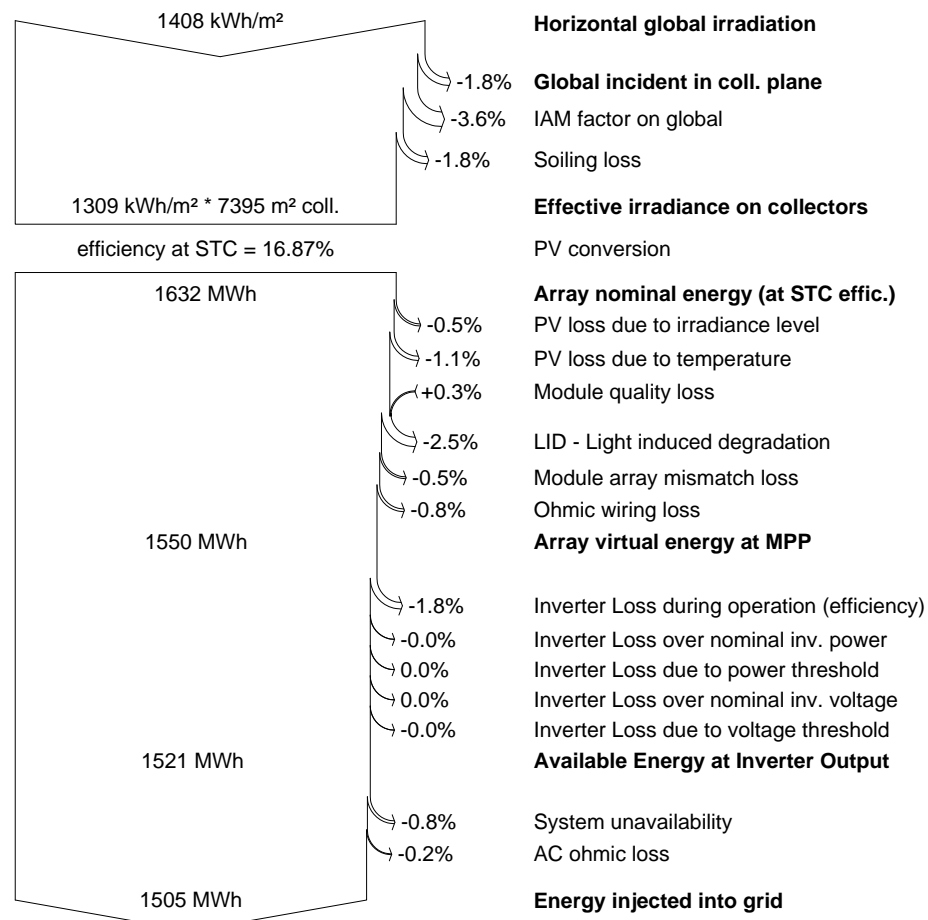 1408 kWh/m² Horizontal global irradiation
-1.8% Global incident in coll. plane
-3.6% IAM factor on global
-1.8% Soiling loss
1309 kWh/m² * 7395 m² coll. Effective irradiance on collectors
efficiency at STC = 16.87% PV conversion
1632 MWh Array nominal energy (at STC effic.)
-0.5% PV loss due to irradiance level
-1.1% PV loss due to temperature
+0.3% Module quality loss
-2.5% LID - Light induced degradation
-0.5% Module array mismatch loss
-0.8% Ohmic wiring loss
1550 MWh Array virtual energy at MPP
-1.8% Inverter Loss during operation (efficiency)
-0.0% Inverter Loss over nominal inv. power
0.0% Inverter Loss due to power threshold
0.0% Inverter Loss over nominal inv. voltage
-0.0% Inverter Loss due to voltage threshold
1521 MWh Available Energy at Inverter Output
-0.8% System unavailability
-0.2% AC ohmic loss
1505 MWh Energy injected into grid